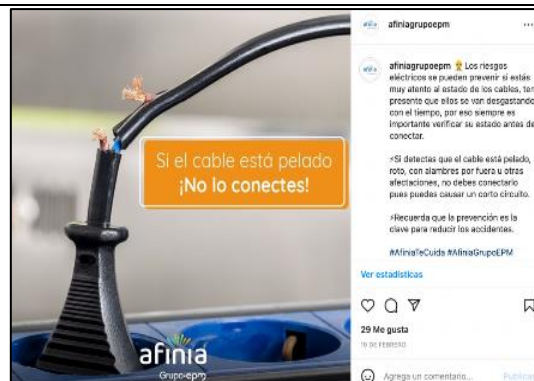 Si el cable está pelado
¡No lo conectes!
afinia
Grupo·epm
afiniagrupoepm
afiniagrupoepm Los riesgos
eléctricos se pueden prevenir si estás
muy atento al estado de los cables, ten
presente que ellos se van desgastando
con el tiempo, por eso siempre es
importante verificar su estado antes de
conectar.
⚡Si detectas que el cable está pelado,
roto, con alambres por fuera u otras
afectaciones, no debes conectarlo
pues puedes causar un corto circuito.
⚡Recuerda que la prevención es la
clave para reducir los accidentes.
#AfiniaTeCuida #AfiniaGrupoEPM
Ver estadísticas
29 Me gusta
Agrega un comentario...
Publicar